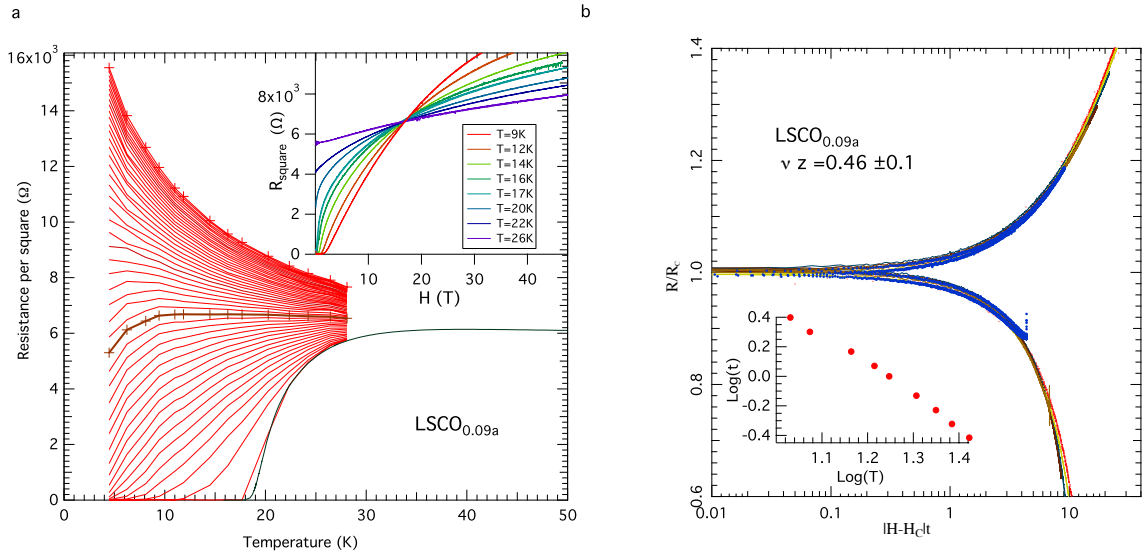 a
b
16x10³
14
12
10
8
6
4
2
0
Resistance per square (Ω)
0
10
20
30
40
50
Temperature (K)
LSCO0.09a
8x10³
6
4
2
0
Rsquare (Ω)
10
20
30
40
H (T)
T=9K
T=12K
T=14K
T=16K
T=17K
T=20K
T=22K
T=26K
1.4
1.2
1.0
0.8
0.6
R/Rc
0.01
0.1
1
10
|H-HC|t
LSCO0.09a
ν z =0.46 ±0.1
0.4
0.2
0.0
-0.2
-0.4
Log(t)
1.1
1.2
1.3
1.4
Log(T)